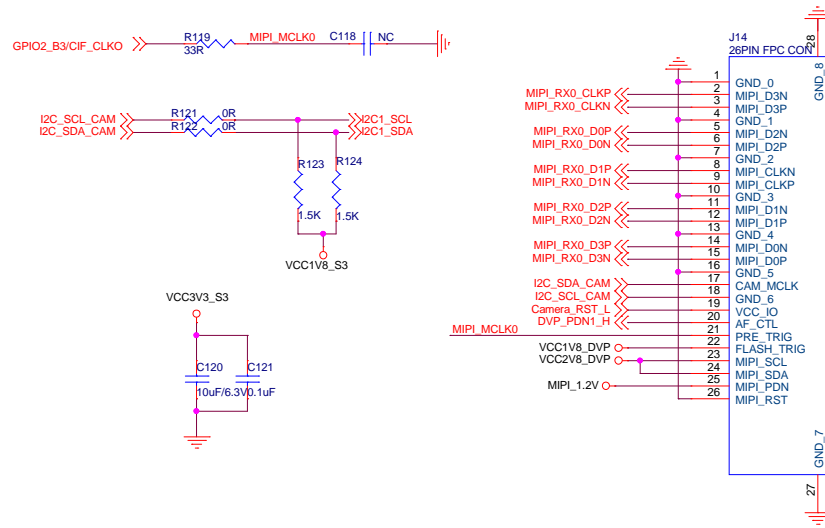 J14
26PIN FPC CON
28
GND_8
GPIO2_B3/CIF_CLKO
R119
33R
MIPI_MCLK0
C118
NC
I2C_SCL_CAM
R121
0R
I2C1_SCL
I2C_SDA_CAM
R122
0R
I2C1_SDA
R123
R124
1.5K
1.5K
VCC1V8_S3
VCC3V3_S3
C120
C121
10uF/6.3V
0.1uF
1
GND_0
MIPI_RX0_CLKP
2
MIPI_D3N
MIPI_RX0_CLKN
3
MIPI_D3P
4
GND_1
MIPI_RX0_D0P
5
MIPI_D2N
MIPI_RX0_D0N
6
MIPI_D2P
7
GND_2
MIPI_RX0_D1P
8
MIPI_CLKN
MIPI_RX0_D1N
9
MIPI_CLKP
10
GND_3
MIPI_RX0_D2P
11
MIPI_D1N
MIPI_RX0_D2N
12
MIPI_D1P
13
GND_4
MIPI_RX0_D3P
14
MIPI_D0N
MIPI_RX0_D3N
15
MIPI_D0P
16
GND_5
I2C_SDA_CAM
17
CAM_MCLK
I2C_SCL_CAM
18
GND_6
Camera_RST_L
19
VCC_IO
DVP_PDN1_H
20
AF_CTL
MIPI_MCLK0
21
PRE_TRIG
VCC1V8_DVP
22
FLASH_TRIG
VCC2V8_DVP
23
MIPI_SCL
24
MIPI_SDA
MIPI_1.2V
25
MIPI_PDN
26
MIPI_RST
GND_7
27